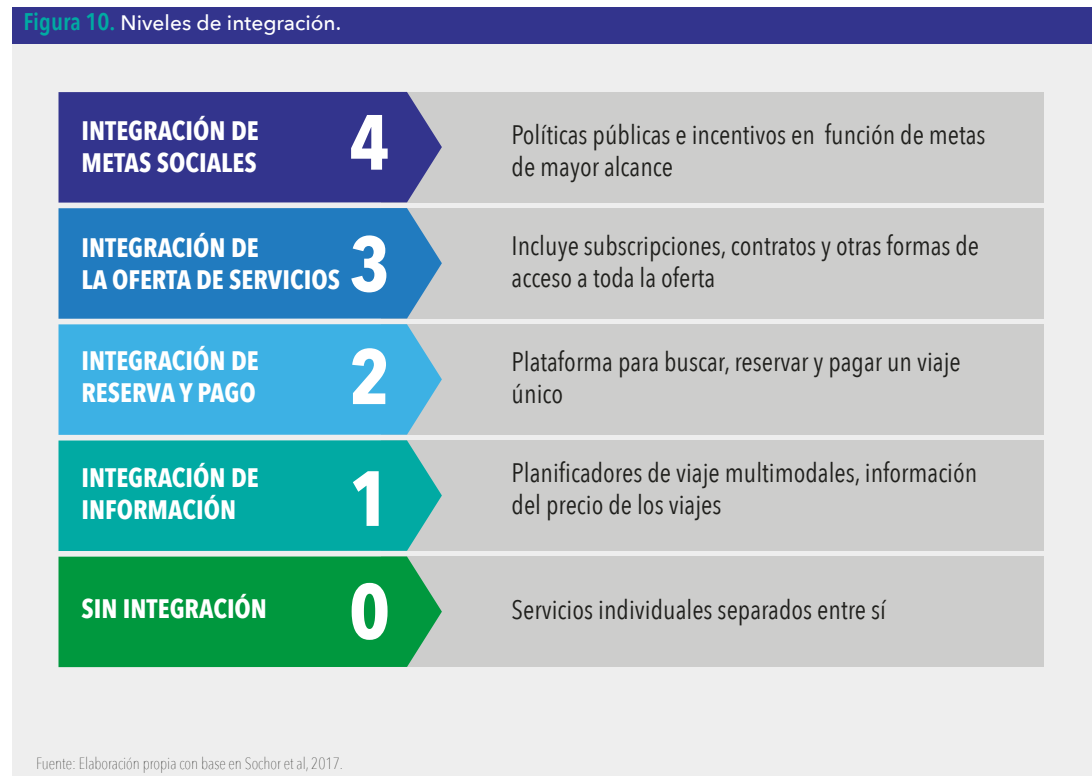 Figura 10. Niveles de integración.
INTEGRACIÓN DE
METAS SOCIALES
4
Políticas públicas e incentivos en función de metas
de mayor alcance
INTEGRACIÓN DE
LA OFERTA DE SERVICIOS
3
Incluye subscripciones, contratos y otras formas de
acceso a toda la oferta
INTEGRACIÓN DE
RESERVA Y PAGO
2
Plataforma para buscar, reservar y pagar un viaje
único
INTEGRACIÓN DE
INFORMACIÓN
1
Planificadores de viaje multimodales, información
del precio de los viajes
SIN INTEGRACIÓN
0
Servicios individuales separados entre sí
Fuente: Elaboración propia con base en Sochor et al, 2017.